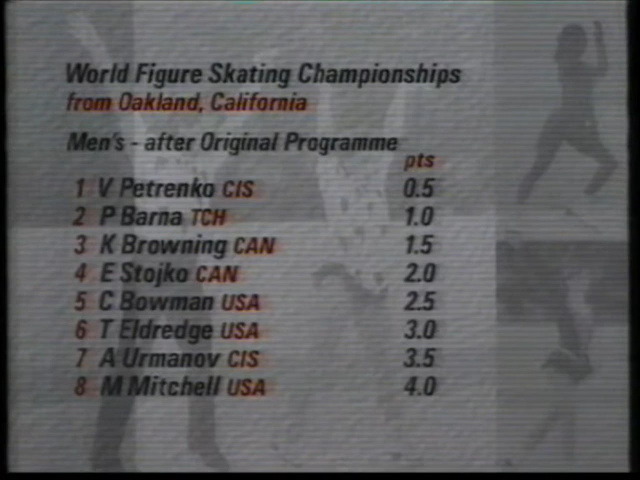 World Figure Skating Championships
from Oakland, California
Men's - after Original Programme
pts
1 V Petrenko CIS 0.5
2 P Barna TCH 1.0
3 K Browning CAN 1.5
4 E Stojko CAN 2.0
5 C Bowman USA 2.5
6 T Eldredge USA 3.0
7 A Urmanov CIS 3.5
8 M Mitchell USA 4.0